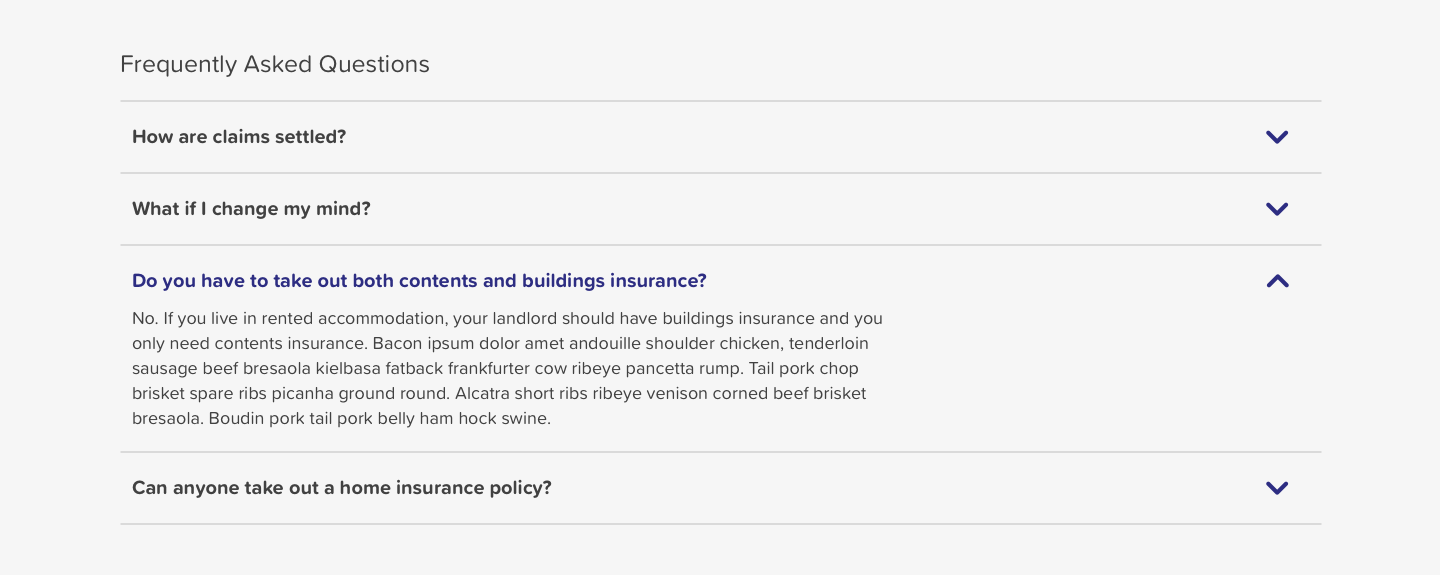 Frequently Asked Questions
How are claims settled?
What if I change my mind?
Do you have to take out both contents and buildings insurance?
No. If you live in rented accommodation, your landlord should have buildings insurance and you
only need contents insurance. Bacon ipsum dolor amet andouille shoulder chicken, tenderloin
sausage beef bresaola kielbasa fatback frankfurter cow ribeye pancetta rump. Tail pork chop
brisket spare ribs picanha ground round. Alcatra short ribs ribeye venison corned beef brisket
bresaola. Boudin pork tail pork belly ham hock swine.
Can anyone take out a home insurance policy?